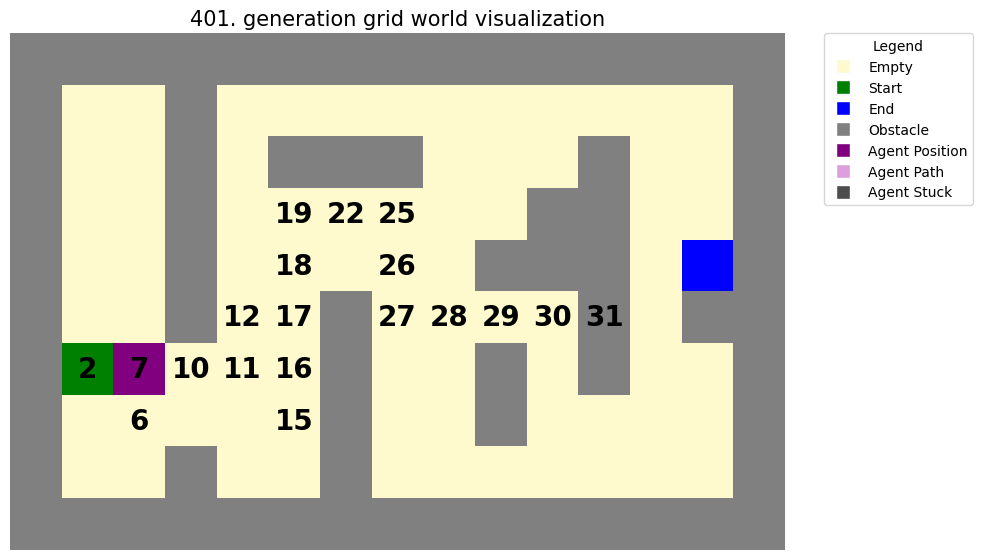 401. generation grid world visualization
Legend
Empty
Start
End
Obstacle
Agent Position
Agent Path
Agent Stuck
19 22 25
18 26
12 17 27 28 29 30 31
2 7 10 11 16
6 15